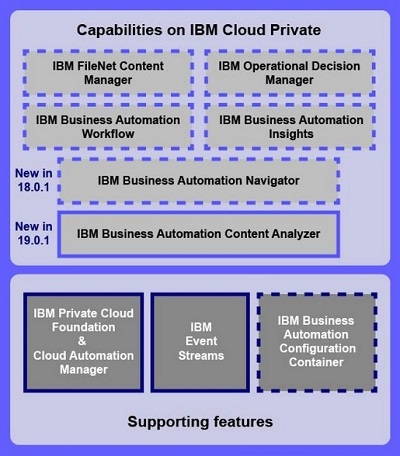 Capabilities on IBM Cloud Private
IBM FileNet Content
Manager
IBM Operational Decision
Manager
IBM Business Automation
Workflow
IBM Business Automation
Insights
New in
18.0.1
IBM Business Automation Navigator
New in
19.0.1
IBM Business Automation Content Analyzer
IBM Private Cloud
Foundation
&
Cloud Automation
Manager
IBM
Event
Streams
IBM Business
Automation
Configuration
Container
Supporting features